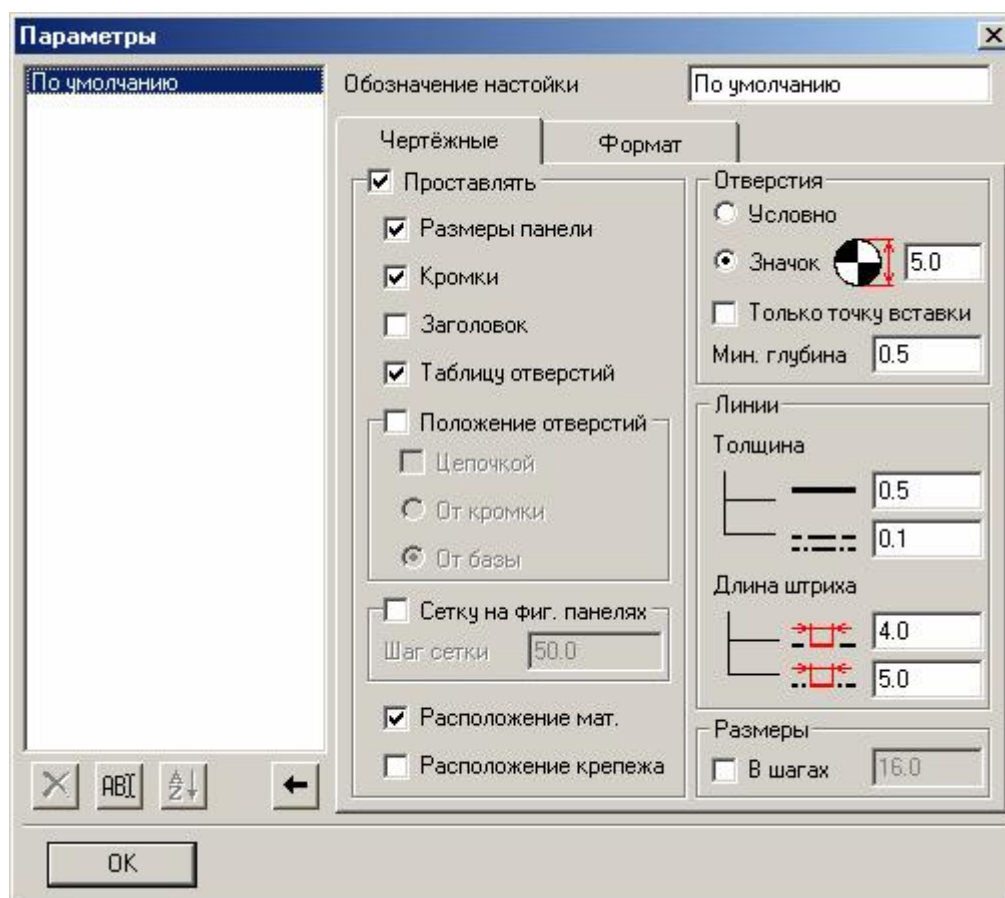 Параметры
По умолчанию
Обозначение настойки
По умолчанию
Чертёжные
Формат
Проставлять
Размеры панели
Кромки
Заголовок
Таблицу отверстий
Положение отверстий
Цепочкой
От кромки
От базы
Сетку на фиг. панелях
Шаг сетки 50.0
Расположение мат.
Расположение крепежа
Отверстия
Условно
Значок 5.0
Только точку вставки
Мин. глубина 0.5
Линии
Толщина
0.5
0.1
Длина штриха
4.0
5.0
Размеры
В шагах 16.0
ABI
AZ
OK